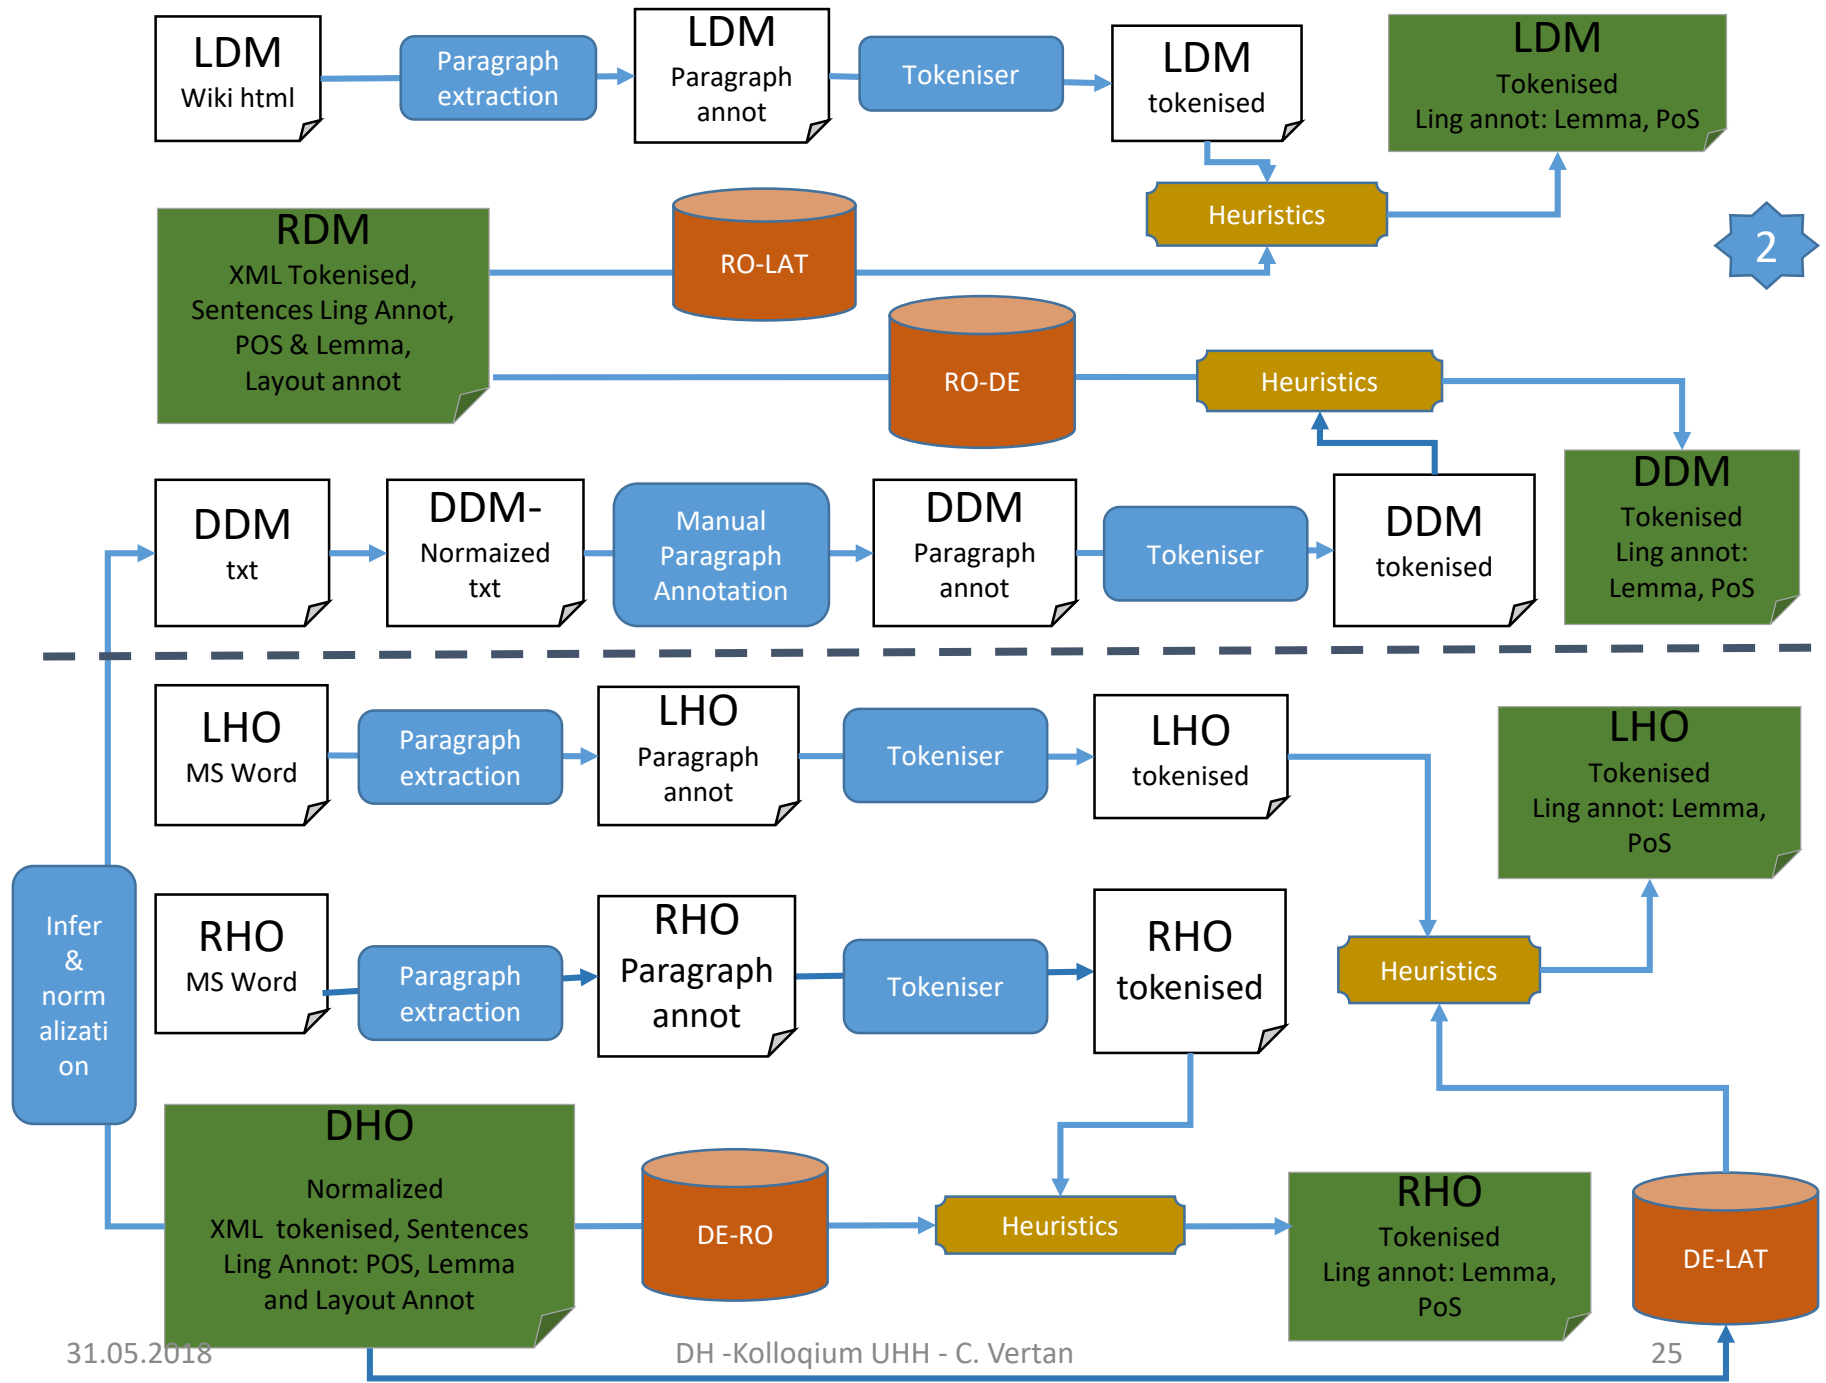 LDM
Wiki html
Paragraph
extraction
LDM
Paragraph
annot
Tokeniser
LDM
tokenised
LDM
Tokenised
Ling annot: Lemma, PoS
Heuristics
2
RDM
XML Tokenised,
Sentences Ling Annot,
POS & Lemma,
Layout annot
RO-LAT
RO-DE
Heuristics
DDM
txt
DDM-
Normaized
txt
Manual
Paragraph
Annotation
DDM
Paragraph
annot
Tokeniser
DDM
tokenised
DDM
Tokenised
Ling annot:
Lemma, PoS
LHO
MS Word
Paragraph
extraction
LHO
Paragraph
annot
Tokeniser
LHO
tokenised
LHO
Tokenised
Ling annot: Lemma,
PoS
Infer
&
norm
alizati
on
RHO
MS Word
Paragraph
extraction
RHO
Paragraph
annot
Tokeniser
RHO
tokenised
Heuristics
DHO
Normalized
XML  tokenised, Sentences
Ling Annot: POS, Lemma
and Layout Annot
DE-RO
Heuristics
RHO
Tokenised
Ling annot: Lemma,
PoS
DE-LAT
31.05.2018
DH -Kolloqium UHH - C. Vertan
25